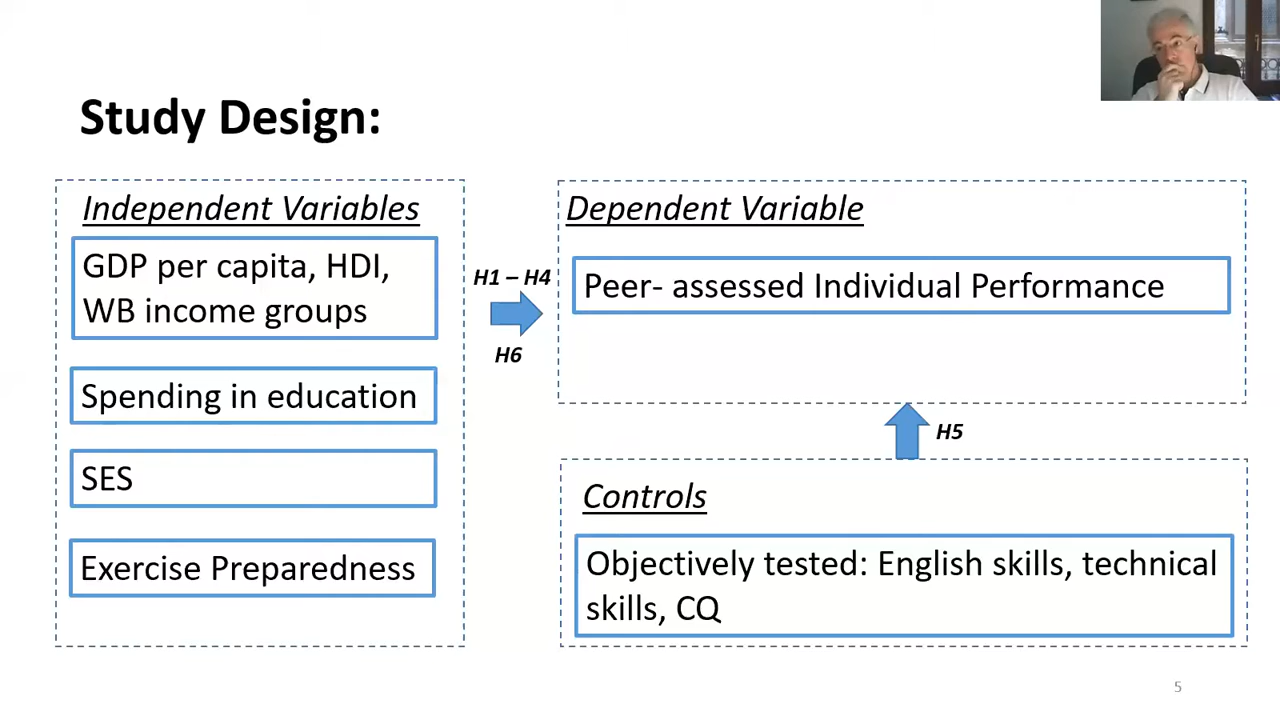 Study Design:
Independent Variables
GDP per capita, HDI,
WB income groups
Spending in education
SES
Exercise Preparedness
H1 – H4
H6
Dependent Variable
Peer- assessed Individual Performance
H5
Controls
Objectively tested: English skills, technical
skills, CQ
5